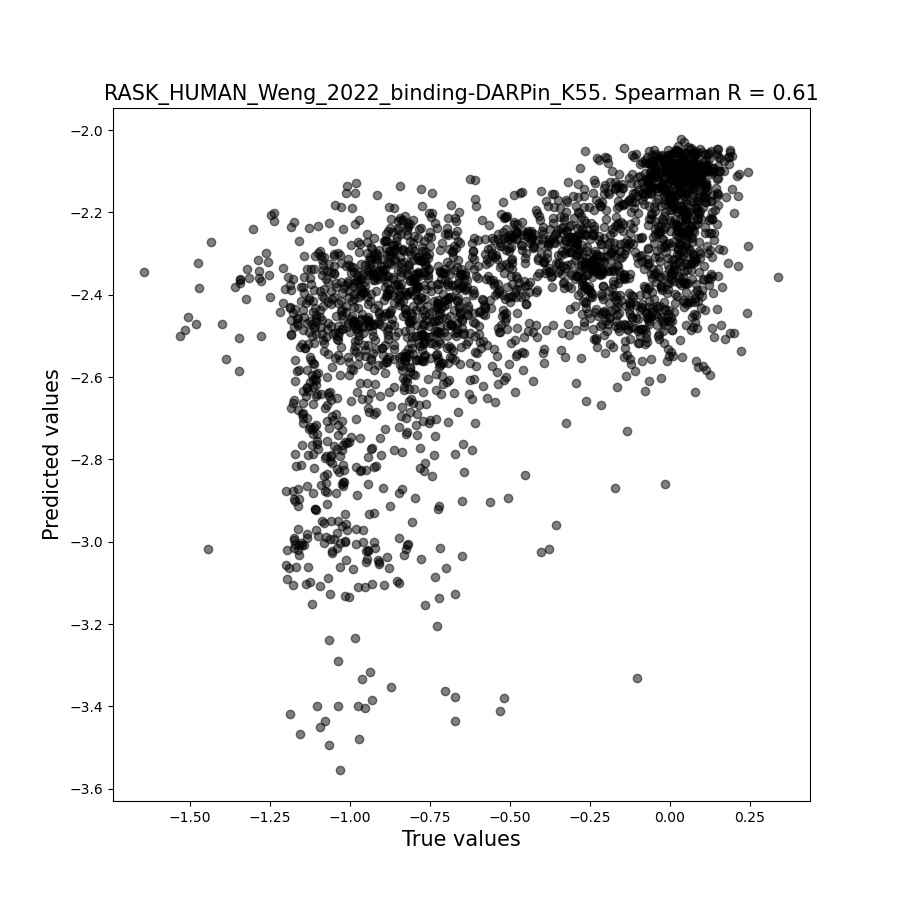 RASK_HUMAN_Weng_2022_binding-DARPin_K55. Spearman R = 0.61
Predicted values
−2.0
−2.2
−2.4
−2.6
−2.8
−3.0
−3.2
−3.4
−3.6
−1.50 −1.25 −1.00 −0.75 −0.50 −0.25 0.00 0.25
True values